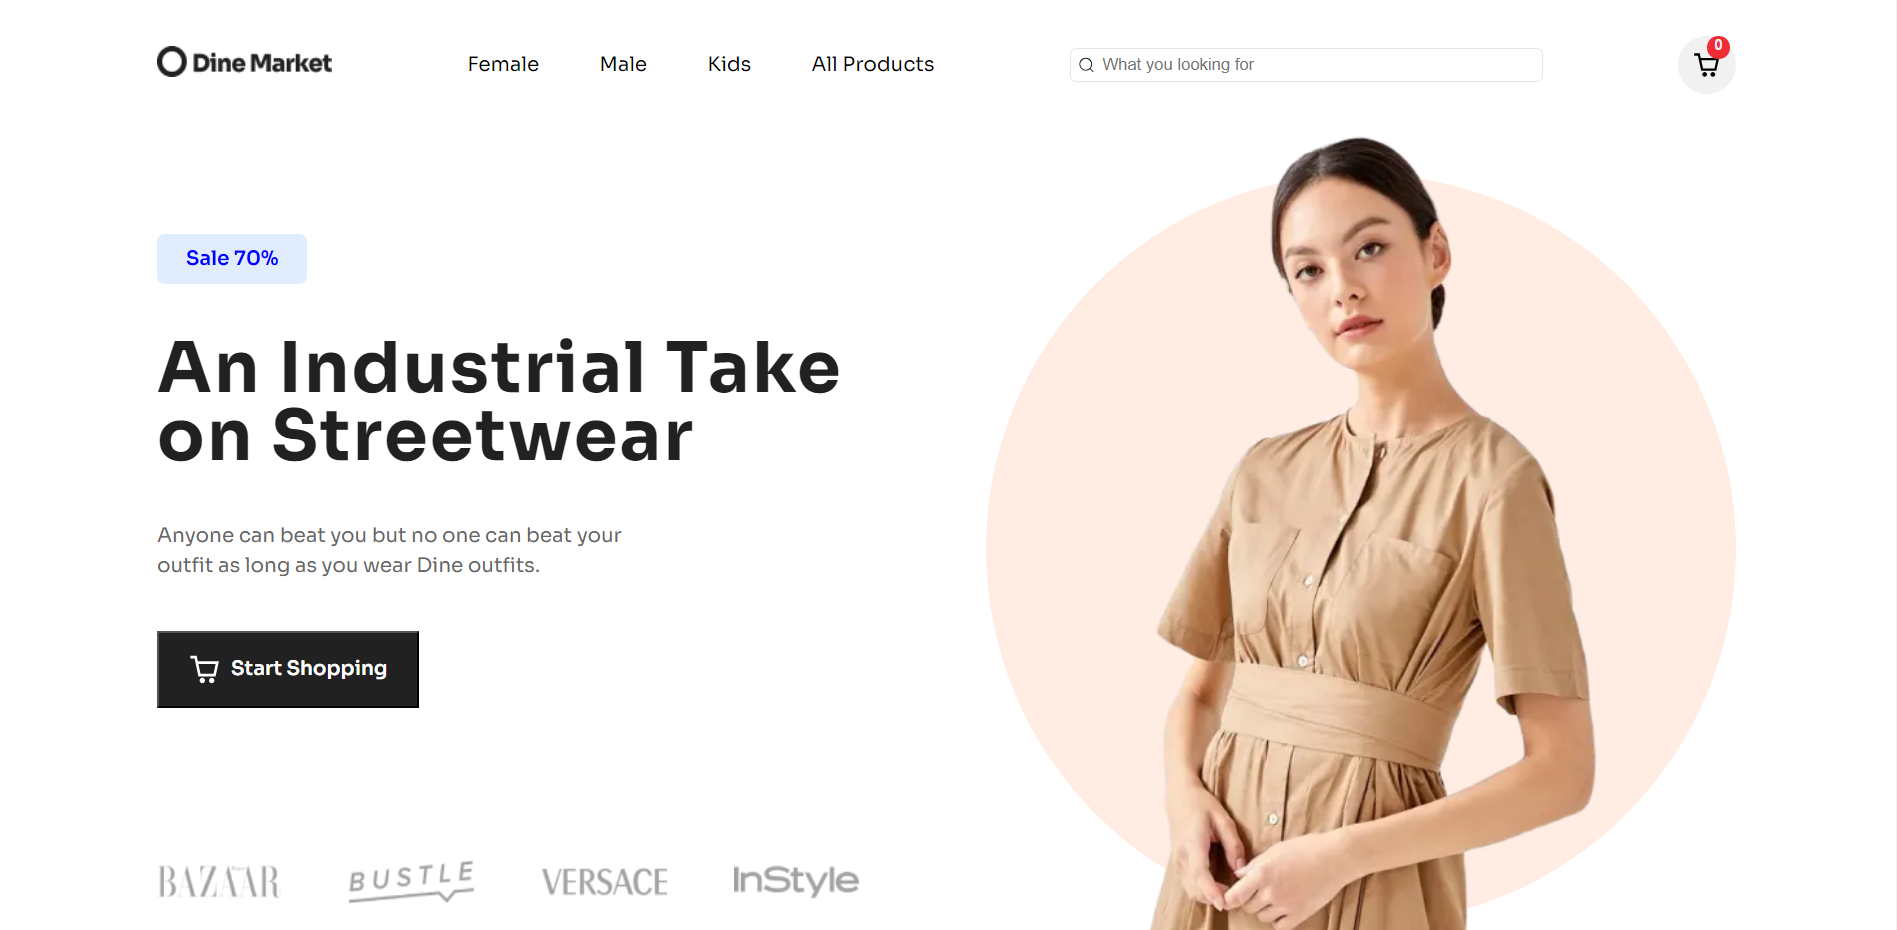 Dine Market
Female
Male
Kids
All Products
What you looking for
0
Sale 70%
An Industrial Take
on Streetwear
Anyone can beat you but no one can beat your
outfit as long as you wear Dine outfits.
Start Shopping
BAZAAR
BUSTLE
VERSACE
InStyle